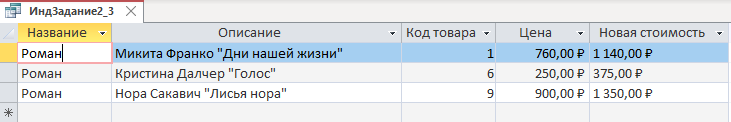 ИндЗадание2_3
Название Описание Код товара Цена Новая стоимость
Роман Микита Франко "Дни нашей жизни" 1 760,00 ₽ 1 140,00 ₽
Роман Кристина Далчер "Голос" 6 250,00 ₽ 375,00 ₽
Роман Нора Сакавич "Лисья нора" 9 900,00 ₽ 1 350,00 ₽